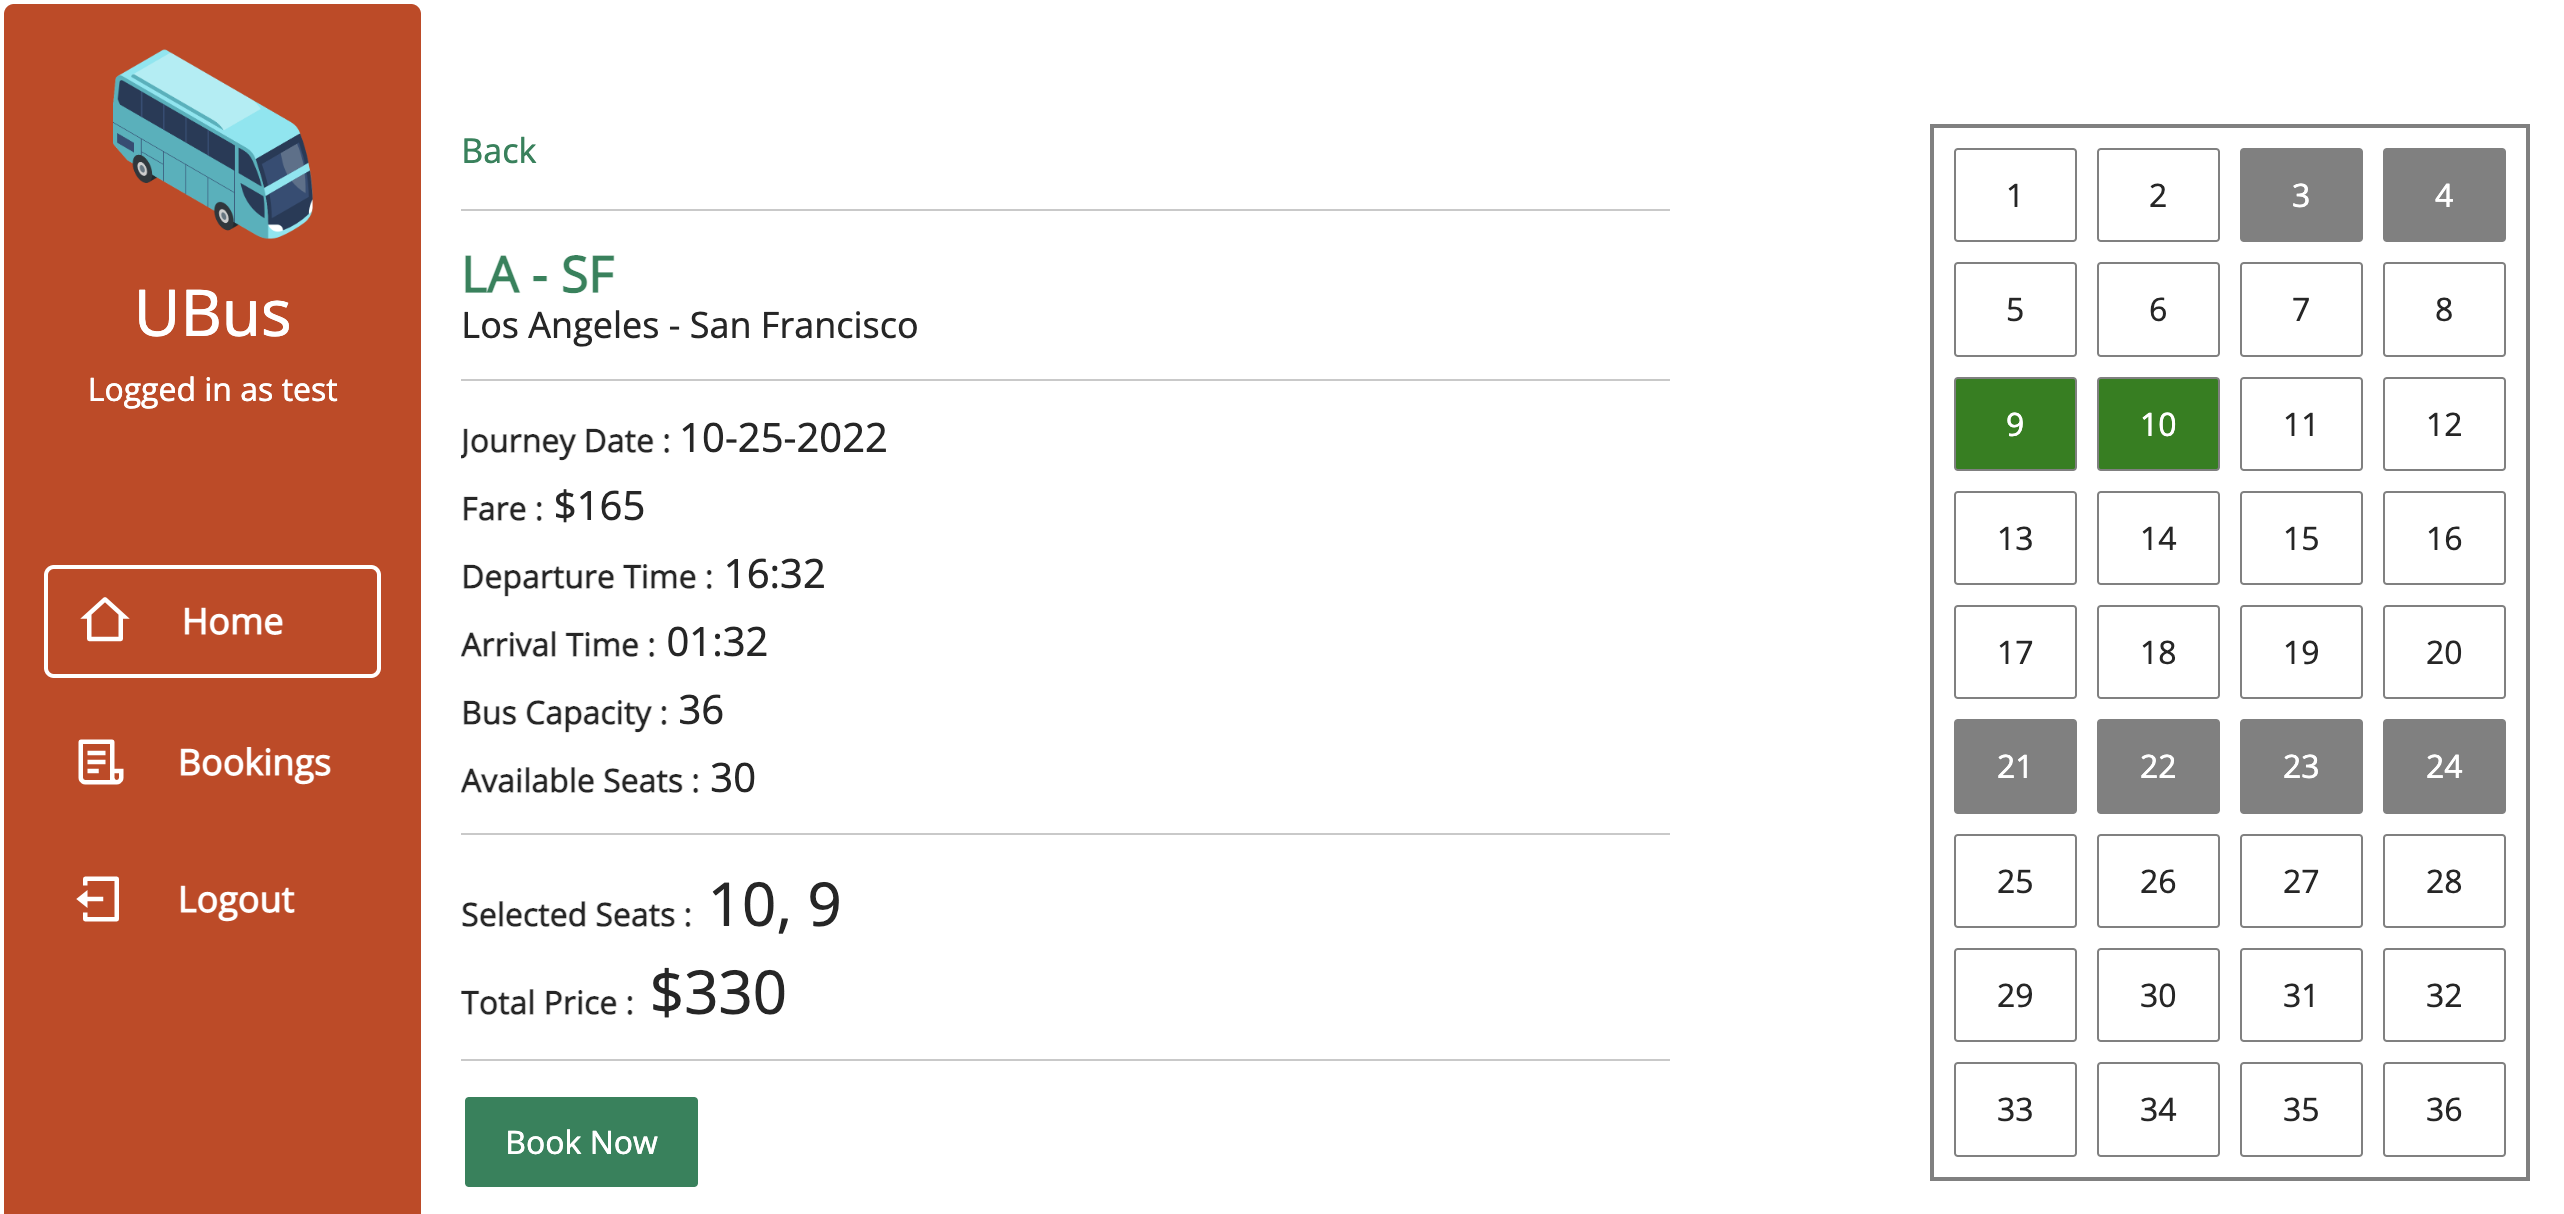 UBus
Logged in as test
Home
Bookings
Logout
Back
LA - SF
Los Angeles - San Francisco
Journey Date : 10-25-2022
Fare : $165
Departure Time : 16:32
Arrival Time : 01:32
Bus Capacity : 36
Available Seats : 30
Selected Seats : 10, 9
Total Price : $330
Book Now
1 2 3 4
5 6 7 8
9 10 11 12
13 14 15 16
17 18 19 20
21 22 23 24
25 26 27 28
29 30 31 32
33 34 35 36